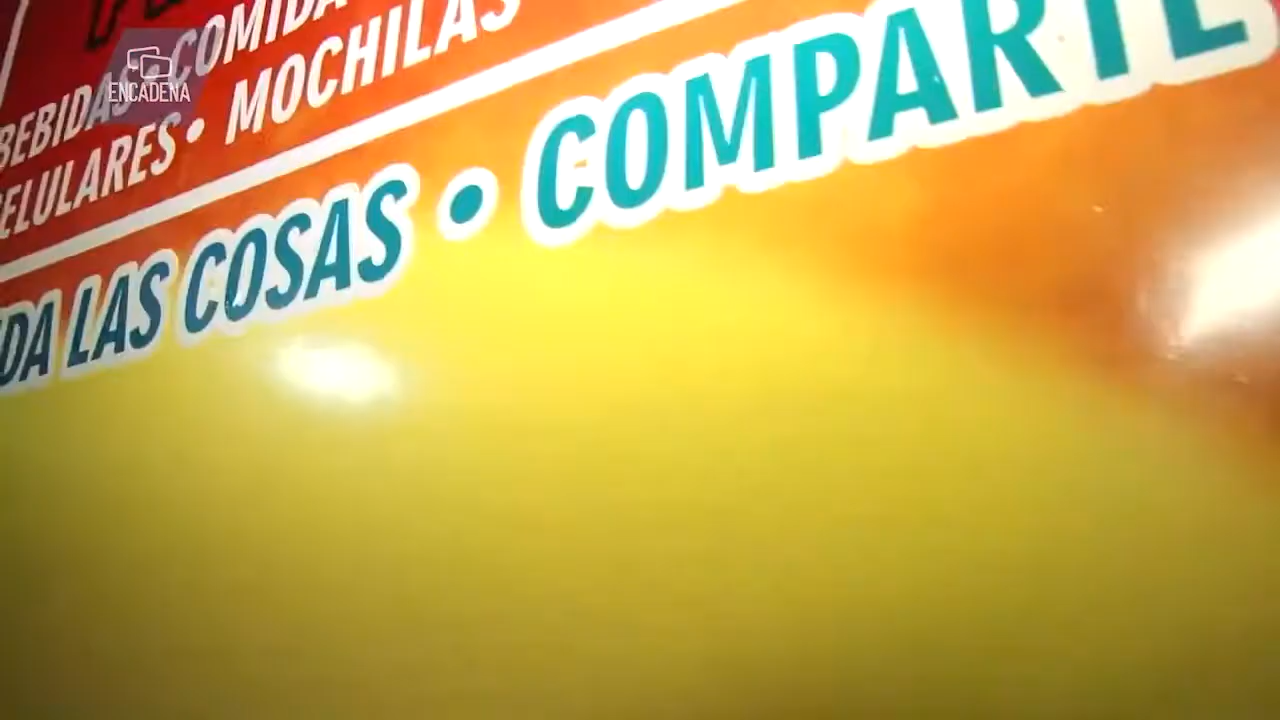 BEBIDAS COMIDA
CELULARES • MOCHILAS
DA LAS COSAS • COMPARTE
ENCADENA